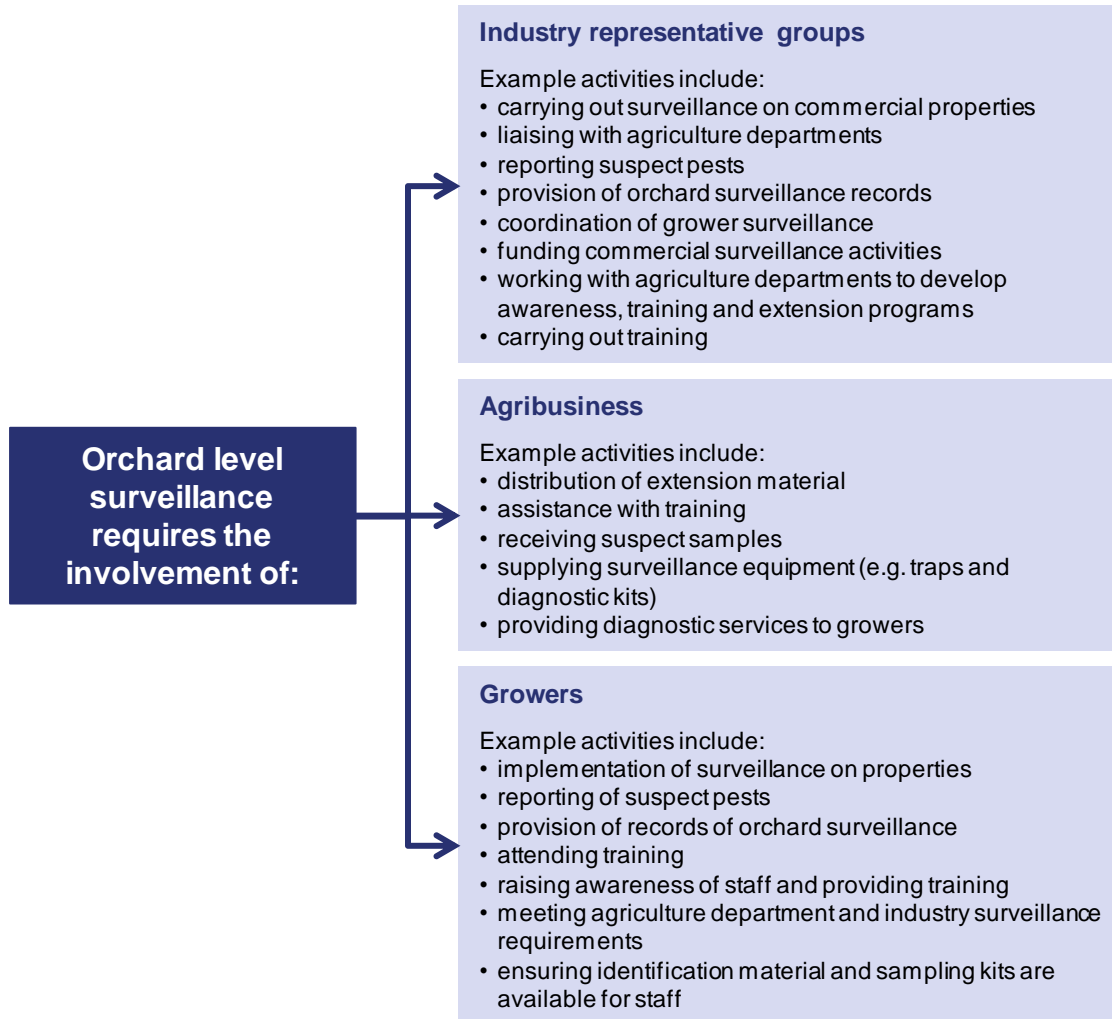 Orchard level
surveillance
requires the
involvement of:
Industry representative groups
Example activities include:
• carrying out surveillance on commercial properties
• liaising with agriculture departments
• reporting suspect pests
• provision of orchard surveillance records
• coordination of grower surveillance
• funding commercial surveillance activities
• working with agriculture departments to develop
awareness, training and extension programs
• carrying out training
Agribusiness
Example activities include:
• distribution of extension material
• assistance with training
• receiving suspect samples
• supplying surveillance equipment (e.g. traps and
diagnostic kits)
• providing diagnostic services to growers
Growers
Example activities include:
• implementation of surveillance on properties
• reporting of suspect pests
• provision of records of orchard surveillance
• attending training
• raising awareness of staff and providing training
• meeting agriculture department and industry surveillance
requirements
• ensuring identification material and sampling kits are
available for staff